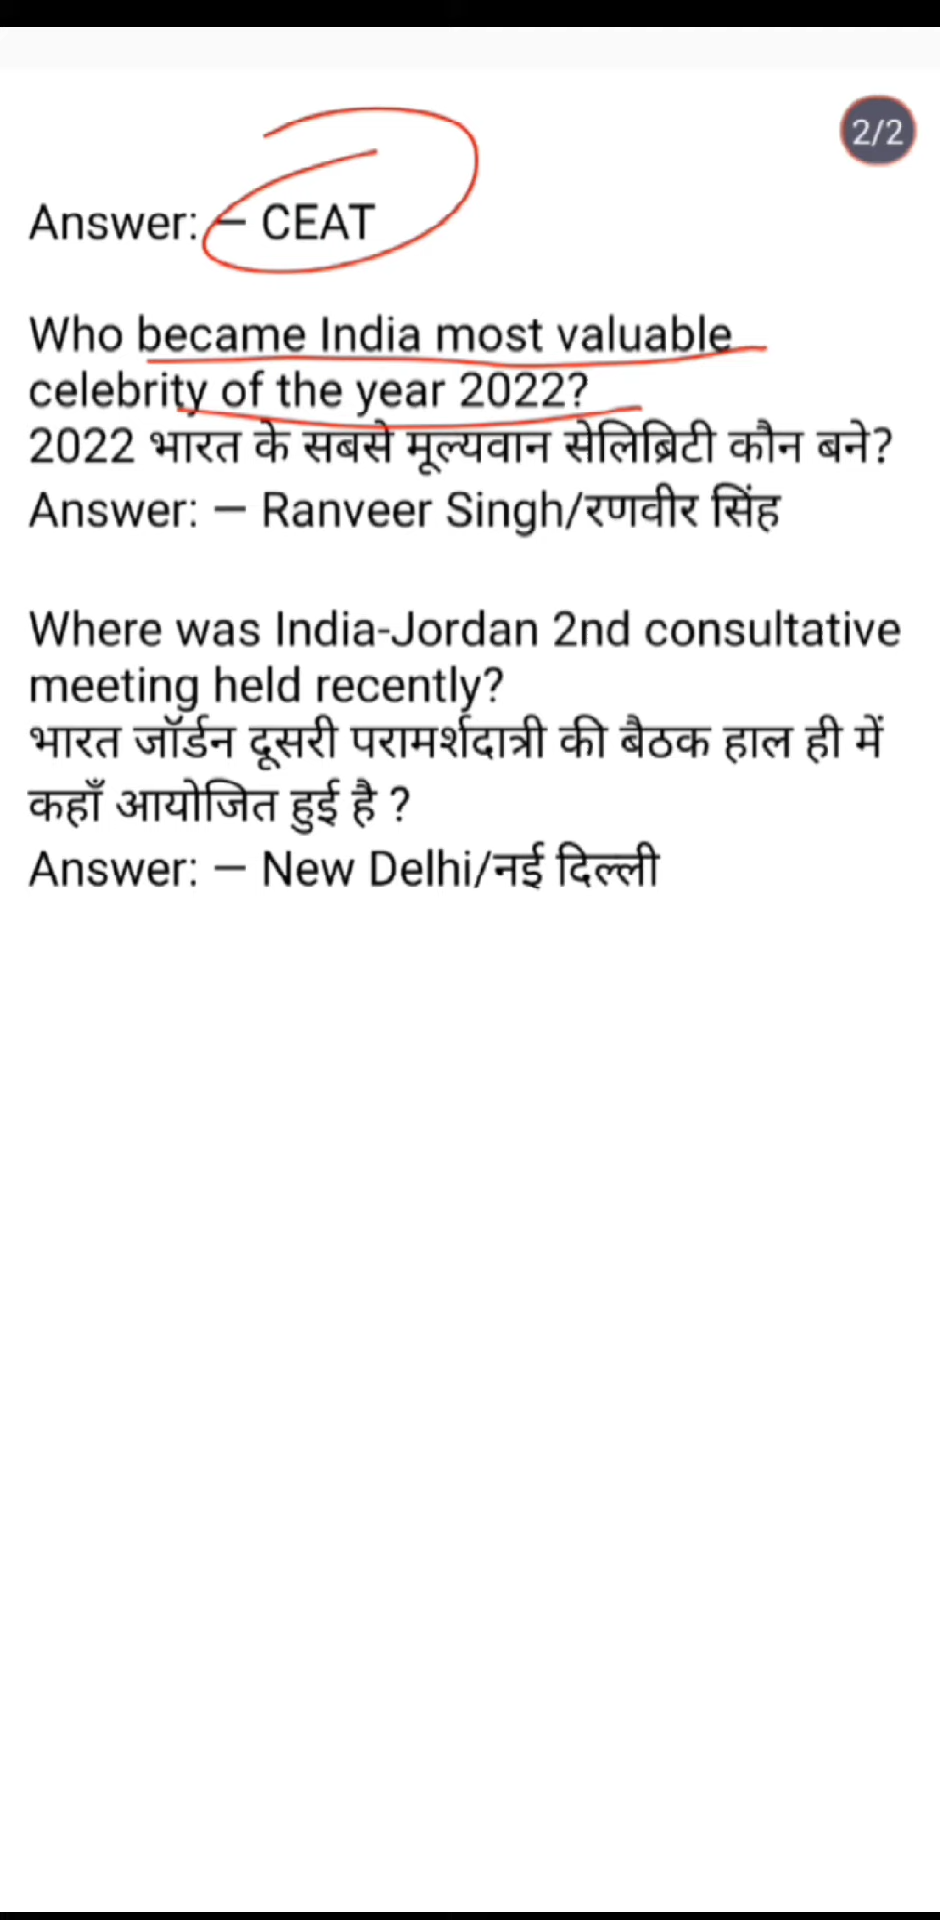 2/2
Answer: – CEAT
Who became India most valuable
celebrity of the year 2022?
2022 भारत के सबसे मूल्यवान सेलिब्रिटी कौन बने?
Answer: – Ranveer Singh/रणवीर सिंह
Where was India-Jordan 2nd consultative
meeting held recently?
भारत जॉर्डन दूसरी परामर्शदात्री की बैठक हाल ही में
कहाँ आयोजित हुई है ?
Answer: – New Delhi/नई दिल्ली